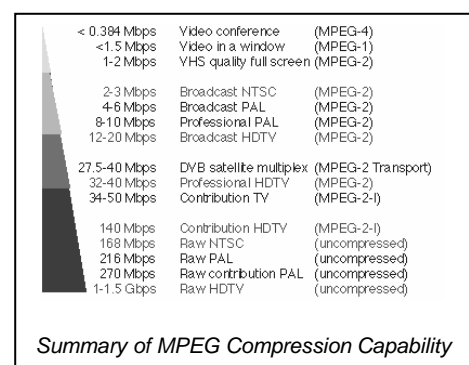 < 0.384 Mbps Video conference (MPEG-4)
<1.5 Mbps Video in a window (MPEG-1)
1-2 Mbps VHS quality full screen (MPEG-2)
2-3 Mbps Broadcast NTSC (MPEG-2)
4-6 Mbps Broadcast PAL (MPEG-2)
8-10 Mbps Professional PAL (MPEG-2)
12-20 Mbps Broadcast HDTV (MPEG-2)
27.5-40 Mbps DVB satellite multiplex (MPEG-2 Transport)
32-40 Mbps Professional HDTV (MPEG-2)
34-50 Mbps Contribution TV (MPEG-2-I)
140 Mbps Contribution HDTV (MPEG-2-I)
168 Mbps Raw NTSC (uncompressed)
216 Mbps Raw PAL (uncompressed)
270 Mbps Raw contribution PAL (uncompressed)
1-1.5 Gbps Raw HDTV (uncompressed)
Summary of MPEG Compression Capability